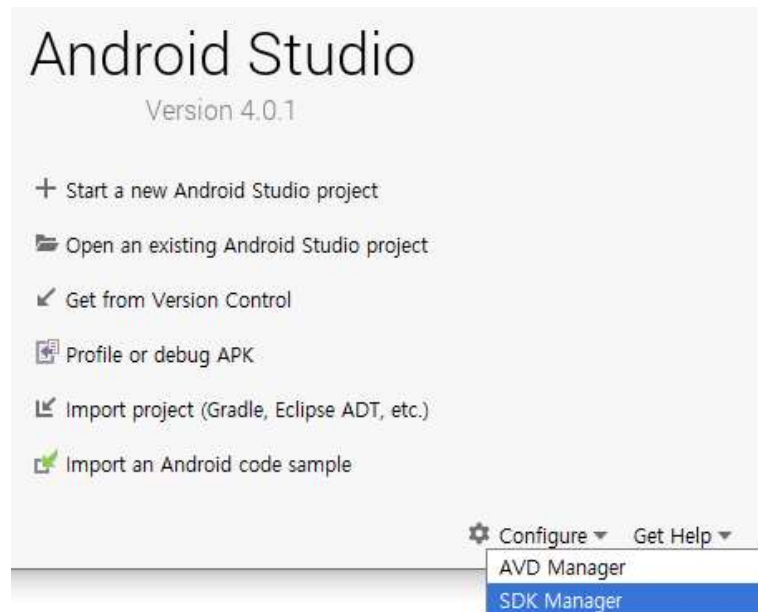 Android Studio
Version 4.0.1
Start a new Android Studio project
Open an existing Android Studio project
Get from Version Control
Profile or debug APK
Import project (Gradle, Eclipse ADT, etc.)
Import an Android code sample
Configure Get Help
AVD Manager
SDK Manager